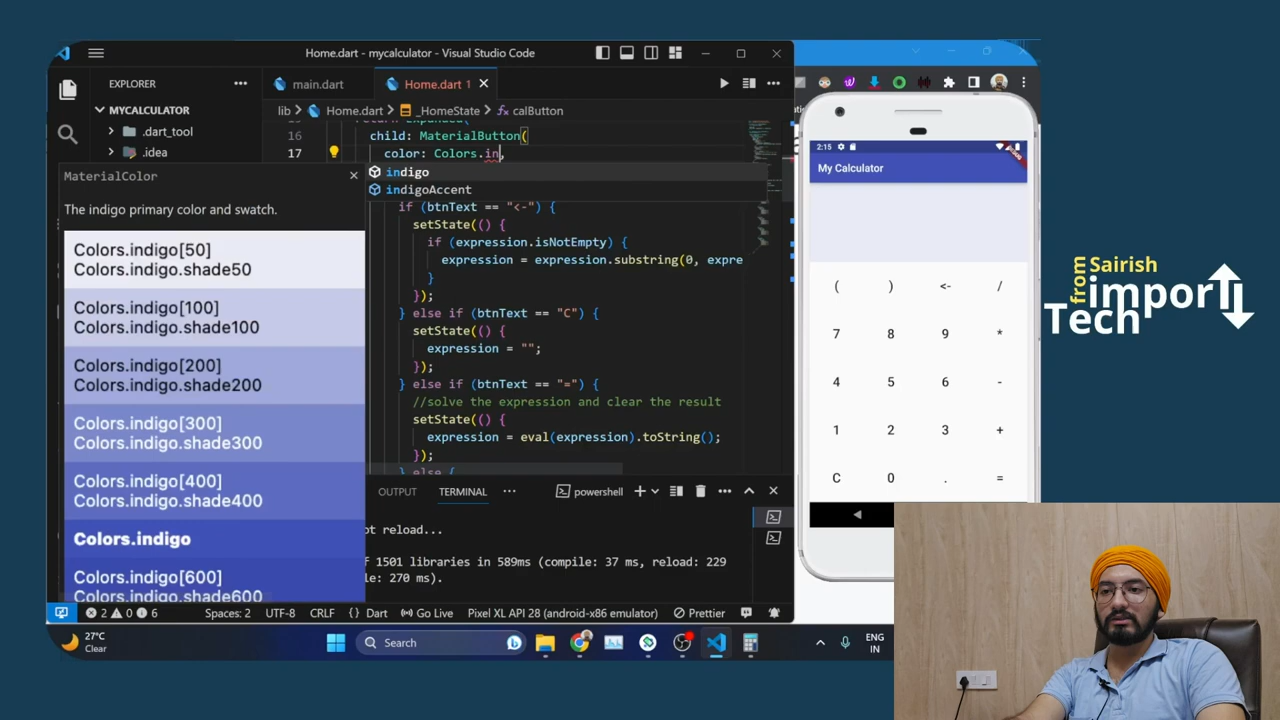 Home.dart - mycalculator - Visual Studio Code
EXPLORER
main.dart
Home.dart 1
MYCALCULATOR
lib > Home.dart > _HomeState > calButton
.dart_tool
.idea
16 child: MaterialButton(
17 color: Colors.in,
indigo
indigoAccent
MaterialColor
The indigo primary color and swatch.
Colors.indigo[50]
Colors.indigo.shade50
Colors.indigo[100]
Colors.indigo.shade100
Colors.indigo[200]
Colors.indigo.shade200
Colors.indigo[300]
Colors.indigo.shade300
Colors.indigo[400]
Colors.indigo.shade400
Colors.indigo
Colors.indigo[600]
Colors.indigo.shade600
if (btnText == "<-") {
setState(() {
if (expression.isNotEmpty) {
expression = expression.substring(0, expre
}
});
} else if (btnText == "C") {
setState(() {
expression = "";
});
} else if (btnText == "=") {
//solve the expression and clear the result
setState(() {
expression = eval(expression).toString();
});
} else {
OUTPUT
TERMINAL
powershell
ot reload...
f 1501 libraries in 589ms (compile: 37 ms, reload: 229
le: 270 ms).
2 0 6
Spaces: 2
UTF-8
CRLF
{ } Dart
Go Live
Pixel XL API 28 (android-x86 emulator)
Prettier
27°C
Clear
Search
ENG
IN
2:15
My Calculator
( ) <- /
7 8 9 *
4 5 6 -
1 2 3 +
C 0 . =
from
Sairish
import
Tech